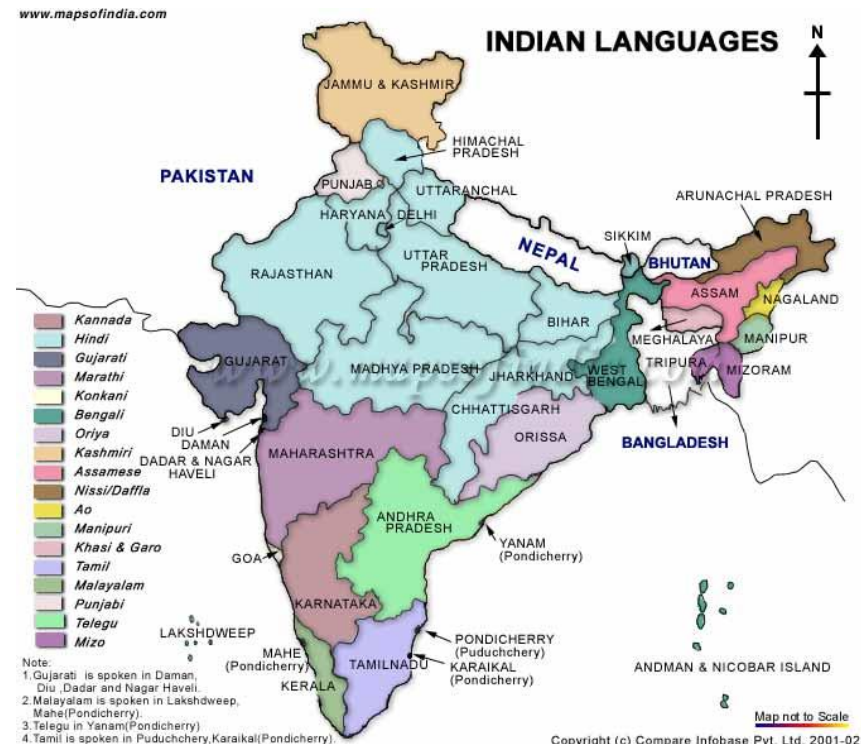 www.mapsofindia.com
INDIAN LANGUAGES
N
JAMMU & KASHMIR
HIMACHAL
PRADESH
PAKISTAN
PUNJAB
UTTARANCHAL
ARUNACHAL PRADESH
HARYANA
DELHI
SIKKIM
NEPAL
BHUTAN
UTTAR
PRADESH
RAJASTHAN
ASSAM
NAGALAND
BIHAR
MEGHALAYA
MANIPUR
GUJARAT
MADHYA PRADESH
JHARKHAND
WEST
BENGAL
TRIPURA
MIZORAM
www.mapsofindia.com
CHHATTISGARH
DIU
DAMAN
DADAR & NAGAR
HAVELI
MAHARASHTRA
ORISSA
BANGLADESH
ANDHRA
PRADESH
YANAM
(Pondicherry)
GOA
KARNATAKA
LAKSHDWEEP
MAHE
(Pondicherry)
KERALA
TAMILNADU
PONDICHERRY
(Puduchchery)
KARAIKAL
(Pondicherry)
ANDMAN & NICOBAR ISLAND
Kannada
Hindi
Gujarati
Marathi
Konkani
Bengali
Oriya
Kashmiri
Assamese
Nissi/Daffla
Ao
Manipuri
Khasi & Garo
Tamil
Malayalam
Punjabi
Telegu
Mizo
Note:
1.Gujarati is spoken in Daman,
Diu ,Dadar and Nagar Haveli.
2.Malayalam is spoken in Lakshdweep,
Mahe(Pondicherry).
3.Telegu in Yanam(Pondicherry)
4.Tamil is spoken in Puduchery,Karaikal(Pondicherry).
Map not to Scale
Copyright (c) Compare Infobase Pvt. Ltd. 2001-02